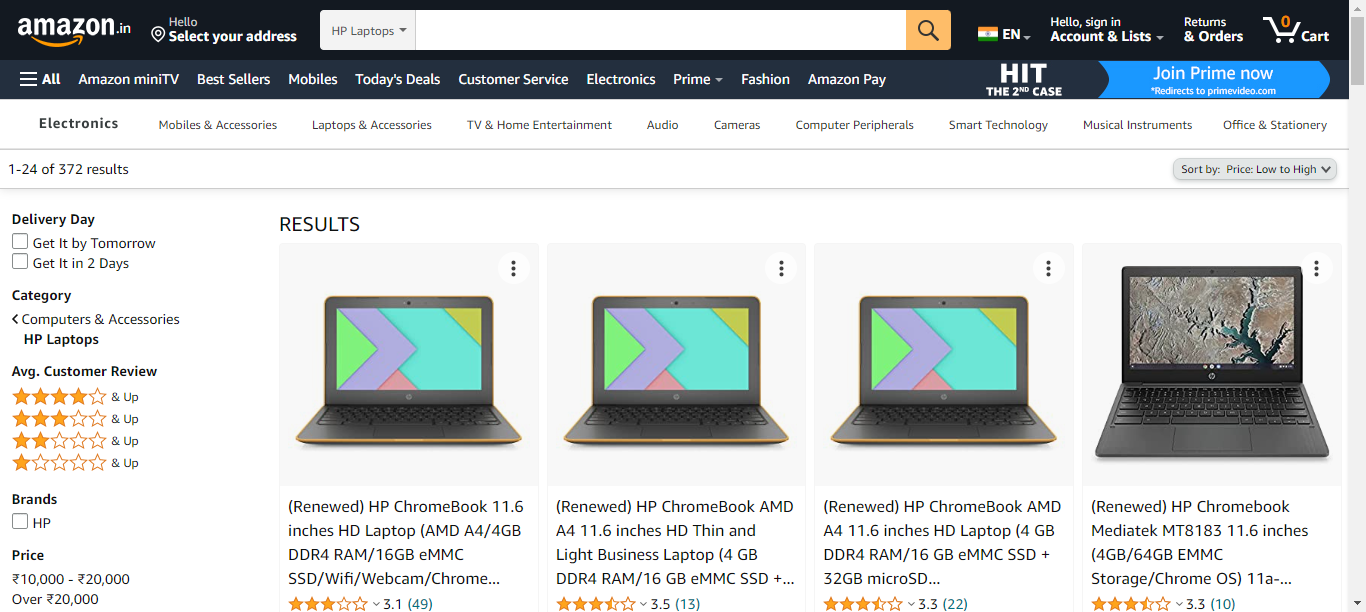 amazon.in
Hello
Select your address
HP Laptops
EN
Hello, sign in
Account & Lists
Returns
& Orders
0
Cart
All
Amazon miniTV
Best Sellers
Mobiles
Today's Deals
Customer Service
Electronics
Prime
Fashion
Amazon Pay
HIT
THE 2ND CASE
Join Prime now
*Redirects to primevideo.com
Electronics
Mobiles & Accessories
Laptops & Accessories
TV & Home Entertainment
Audio
Cameras
Computer Peripherals
Smart Technology
Musical Instruments
Office & Stationery
1-24 of 372 results
Sort by: Price: Low to High
Delivery Day
Get It by Tomorrow
Get It in 2 Days
Category
Computers & Accessories
HP Laptops
Avg. Customer Review
& Up
& Up
& Up
& Up
Brands
HP
Price
₹10,000 - ₹20,000
Over ₹20,000
RESULTS
(Renewed) HP ChromeBook 11.6
inches HD Laptop (AMD A4/4GB
DDR4 RAM/16GB eMMC
SSD/Wifi/Webcam/Chrome...
3.1 (49)
(Renewed) HP ChromeBook AMD
A4 11.6 inches HD Thin and
Light Business Laptop (4 GB
DDR4 RAM/16 GB eMMC SSD +...
3.5 (13)
(Renewed) HP ChromeBook AMD
A4 11.6 inches HD Laptop (4 GB
DDR4 RAM/16 GB eMMC SSD +
32GB microSD...
3.3 (22)
(Renewed) HP Chromebook
Mediatek MT8183 11.6 inches
(4GB/64GB EMMC
Storage/Chrome OS) 11a-...
3.3 (10)